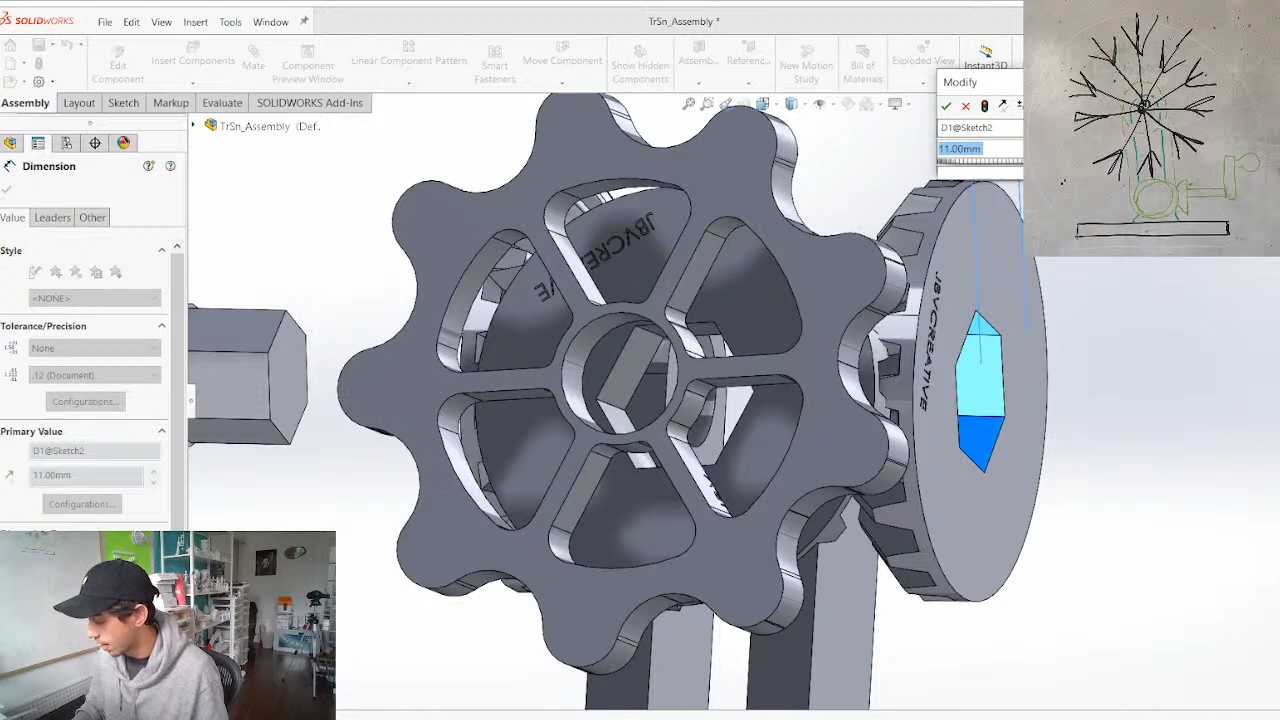 SOLIDWORKS
File Edit View Insert Tools Window
TrSn_Assembly *
Edit Component
Insert Components
Mate
Component Preview Window
Linear Component Pattern
Smart Fasteners
Move Component
Show Hidden Components
Assemb...
Referenc...
New Motion Study
Bill of Materials
Exploded View
Instant3D
Assembly Layout Sketch Markup Evaluate SOLIDWORKS Add-Ins
TrSn_Assembly (Def...
Modify
D1@Sketch2
11.00mm
Dimension
Value Leaders Other
Style
<NONE>
Tolerance/Precision
None
.12 (Document)
Configurations...
Primary Value
D1@Sketch2
11.00mm
Configurations...
JBVCRE
VE
JBVCREATIVE